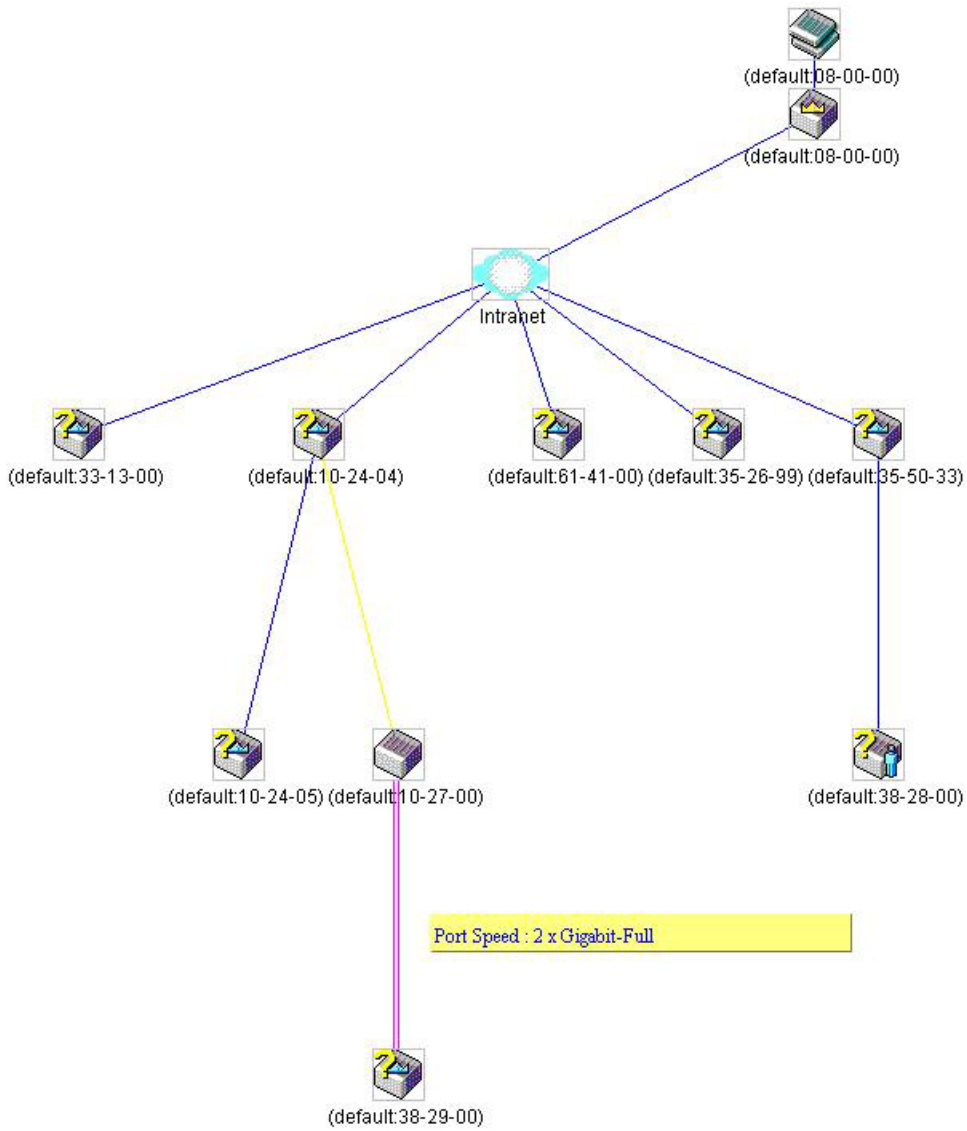 (default:08-00-00)
(default:08-00-00)
Intranet
(default:33-13-00)
(default:10-24-04)
(default:61-41-00)
(default:35-26-99)
(default:35-50-33)
(default:10-24-05)
(default:10-27-00)
(default:38-28-00)
Port Speed : 2 x Gigabit-Full
(default:38-29-00)